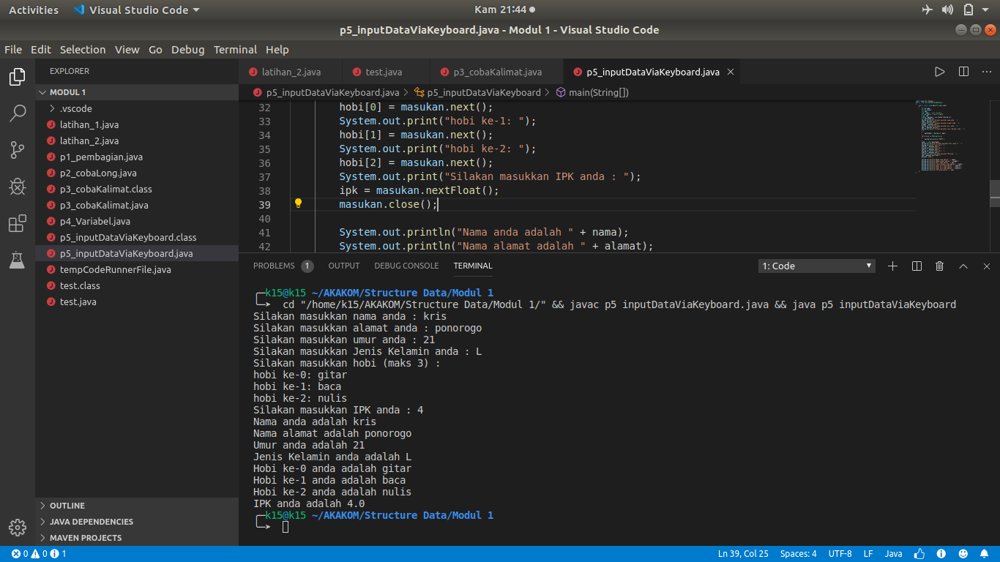 Activities Visual Studio Code Kam 21:44
p5_inputDataViaKeyboard.java - Modul 1 - Visual Studio Code
File Edit Selection View Go Debug Terminal Help
EXPLORER
MODUL 1
.vscode
latihan_1.java
latihan_2.java
p1_pembagian.java
p2_cobaLong.java
p3_cobaKalimat.class
p3_cobaKalimat.java
p4_Variabel.java
p5_inputDataViaKeyboard.class
p5_inputDataViaKeyboard.java
tempCodeRunnerFile.java
test.class
test.java
OUTLINE
JAVA DEPENDENCIES
MAVEN PROJECTS
latihan_2.java test.java p3_cobaKalimat.java p5_inputDataViaKeyboard.java
p5_inputDataViaKeyboard.java > p5_inputDataViaKeyboard > main(String[])
32 hobi[0] = masukan.next();
33 System.out.print("hobi ke-1: ");
34 hobi[1] = masukan.next();
35 System.out.print("hobi ke-2: ");
36 hobi[2] = masukan.next();
37 System.out.print("Silakan masukkan IPK anda : ");
38 ipk = masukan.nextFloat();
39 masukan.close();
40
41 System.out.println("Nama anda adalah " + nama);
42 System.out.println("Nama alamat adalah " + alamat);
PROBLEMS 1 OUTPUT DEBUG CONSOLE TERMINAL 1: Code
k15@k15 ~/AKAKOM/Structure Data/Modul 1
cd "/home/k15/AKAKOM/Structure Data/Modul 1/" && javac p5 inputDataViaKeyboard.java && java p5 inputDataViaKeyboard
Silakan masukkan nama anda : kris
Silakan masukkan alamat anda : ponorogo
Silakan masukkan umur anda : 21
Silakan masukkan Jenis Kelamin anda : L
Silakan masukkan hobi (maks 3) :
hobi ke-0: gitar
hobi ke-1: baca
hobi ke-2: nulis
Silakan masukkan IPK anda : 4
Nama anda adalah kris
Nama alamat adalah ponorogo
Umur anda adalah 21
Jenis Kelamin anda adalah L
Hobi ke-0 anda adalah gitar
Hobi ke-1 anda adalah baca
Hobi ke-2 anda adalah nulis
IPK anda adalah 4.0
k15@k15 ~/AKAKOM/Structure Data/Modul 1
0 0 1 Ln 39, Col 25 Spaces: 4 UTF-8 LF Java